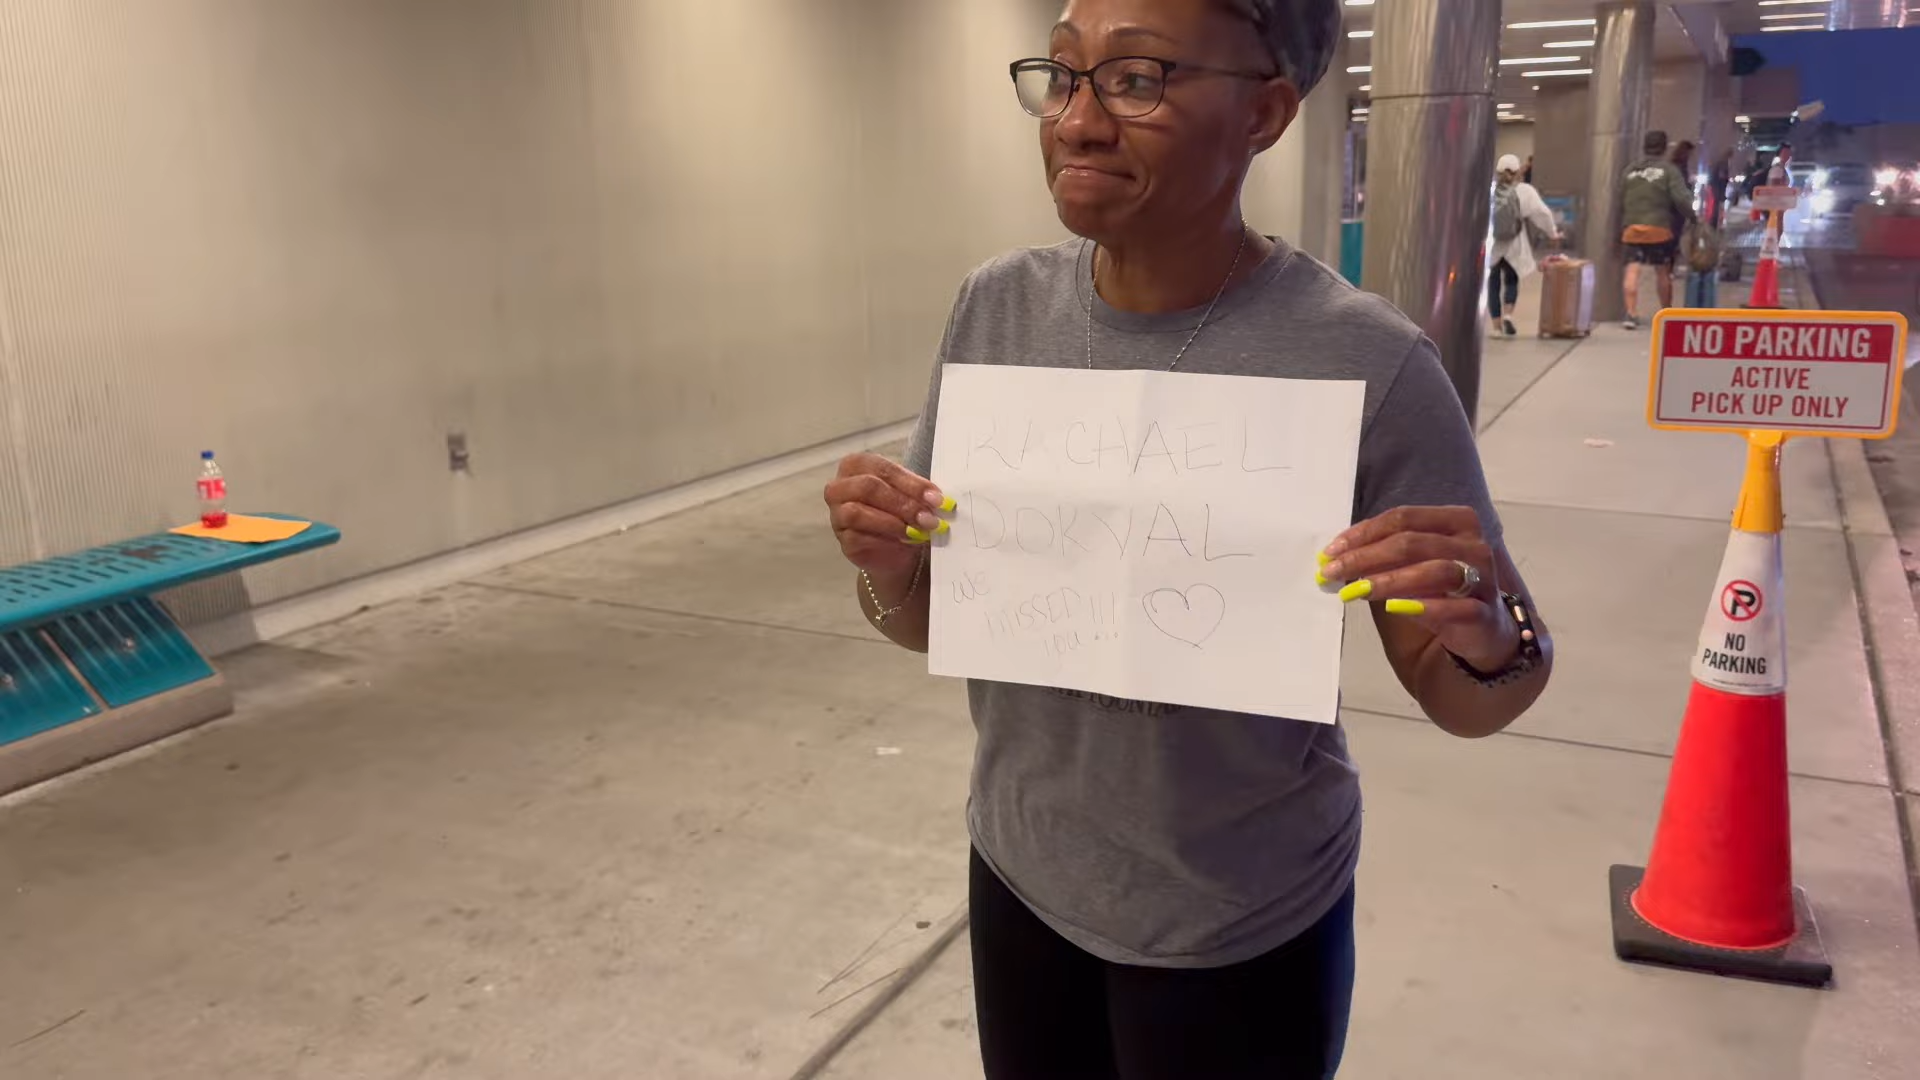 RACHAEL
DORVAL
we
MISSED!!!
you...
NO PARKING
ACTIVE
PICK UP ONLY
NO
PARKING